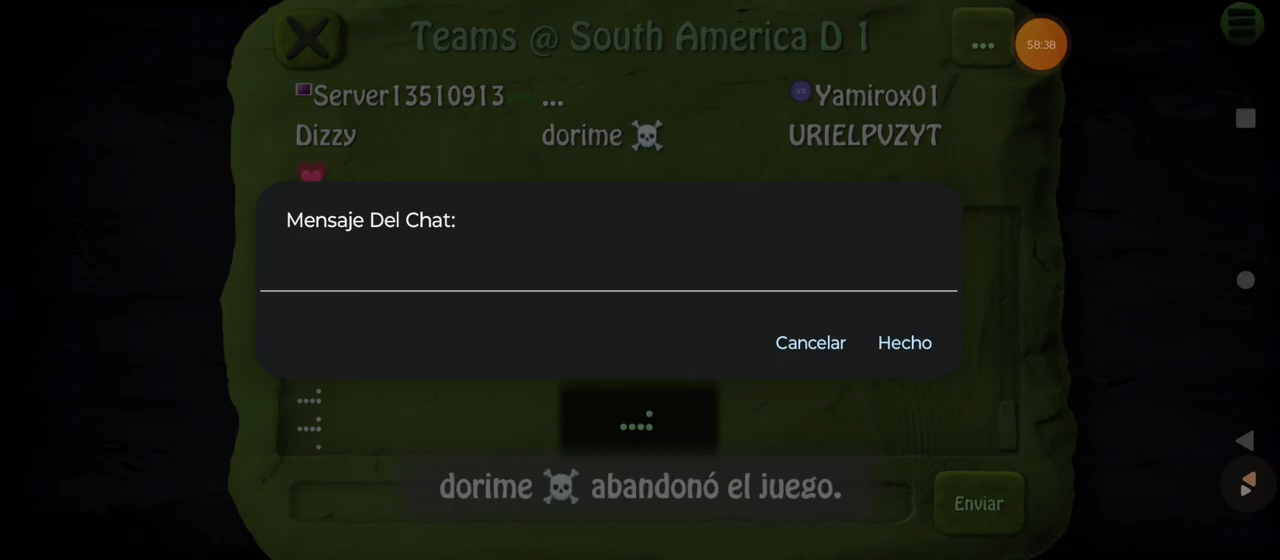 Teams @ South America D 1
...
58:38
Server13510913
...
V2 Yamirox01
Dizzy
dorime ☠️
URIELPVZYT
Mensaje Del Chat:
Cancelar
Hecho
dorime ☠️ abandonó el juego.
Enviar